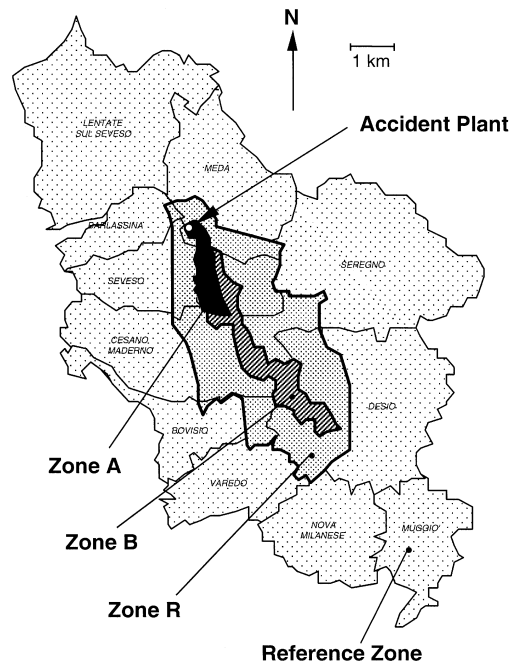 N
1 km
Accident Plant
LENTATE
SUL SEVESO
MEDA
BARLASSINA
SEREGNO
SEVESO
CESANO
MADERNO
DESIO
BOVISIO
Zone A
VAREDO
NOVA
MILANESE
MUGGIO'
Zone B
Zone R
Reference Zone